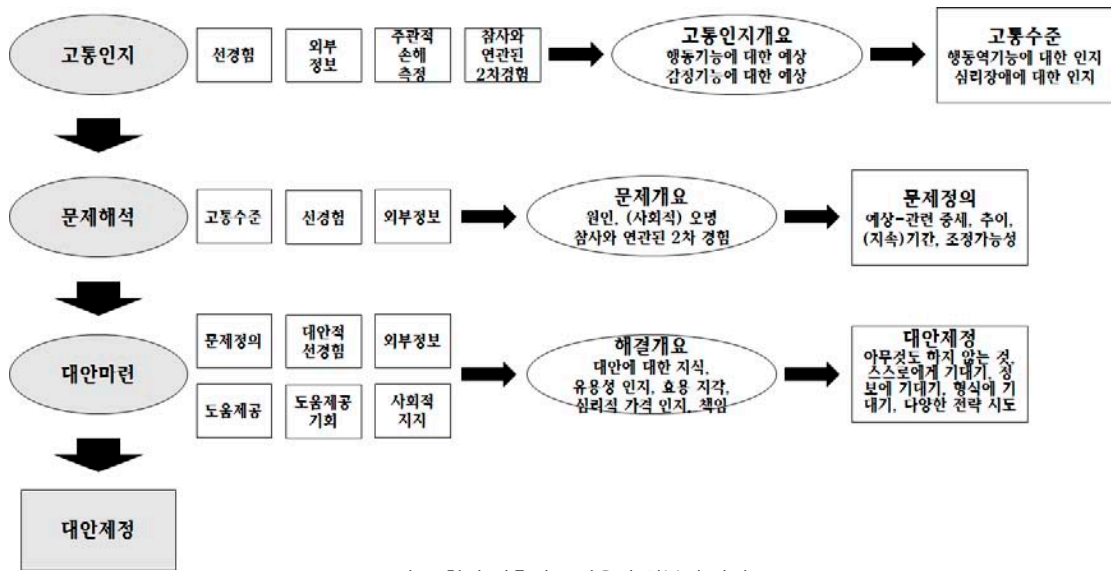 고통인지
선경험
외부
정보
주관적
손해
측정
참사와
연관된
2차경험
고통인지개요
행동기능에 대한 예상
감정기능에 대한 예상
고통수준
행동역기능에 대한 인지
심리장애에 대한 인지
문제해석
고통수준
선경험
외부정보
문제개요
원인, (사회적) 오명
참사와 연관된 2차 경험
문제정의
예상-관련 증세, 추이,
(지속)기간, 조정가능성
대안마련
문제정의
대안적
선경험
외부정보
도움제공
도움제공
기회
사회적
지지
해결개요
대안에 대한 지식,
유용성 인지, 효용 지각,
심리적 가격 인지, 책임
대안제정
아무것도 하지 않는 것,
스스로에게 기대기, 정
보에 기대기, 형식에 기
대기, 다양한 전략 시도
대안제정